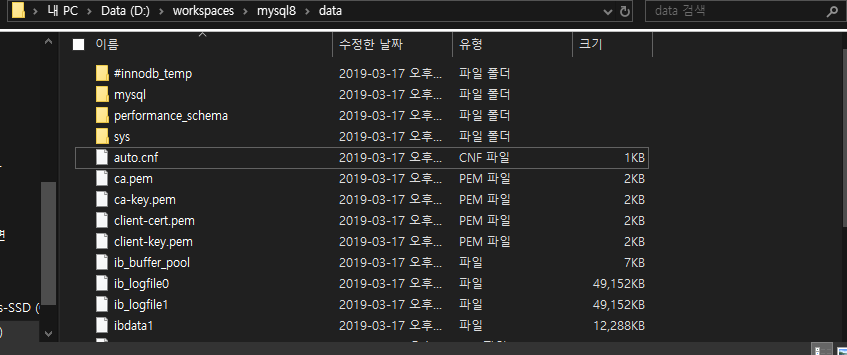 내 PC > Data (D:) > workspaces > mysql8 > data
data 검색
이름 수정한 날짜 유형 크기
#innodb_temp 2019-03-17 오후... 파일 폴더
mysql 2019-03-17 오후... 파일 폴더
performance_schema 2019-03-17 오후... 파일 폴더
sys 2019-03-17 오후... 파일 폴더
auto.cnf 2019-03-17 오후... CNF 파일 1KB
ca.pem 2019-03-17 오후... PEM 파일 2KB
ca-key.pem 2019-03-17 오후... PEM 파일 2KB
client-cert.pem 2019-03-17 오후... PEM 파일 2KB
client-key.pem 2019-03-17 오후... PEM 파일 2KB
ib_buffer_pool 2019-03-17 오후... 파일 7KB
ib_logfile0 2019-03-17 오후... 파일 49,152KB
ib_logfile1 2019-03-17 오후... 파일 49,152KB
s-SSD (
ibdata1 2019-03-17 오후... 파일 12,288KB